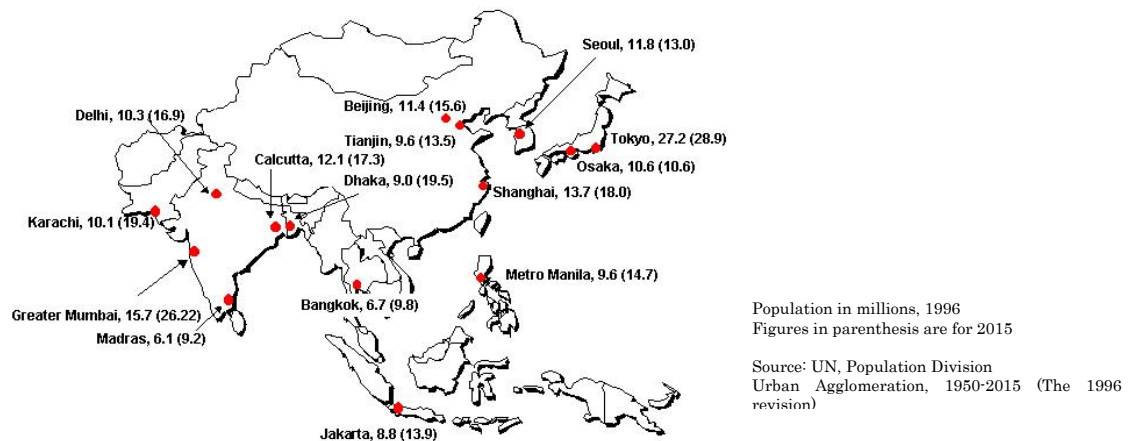 Seoul, 11.8 (13.0)
Beijing, 11.4 (15.6)
Delhi, 10.3 (16.9)
Tianjin, 9.6 (13.5)
Tokyo, 27.2 (28.9)
Calcutta, 12.1 (17.3)
Osaka, 10.6 (10.6)
Dhaka, 9.0 (19.5)
Shanghai, 13.7 (18.0)
Karachi, 10.1 (19.4)
Metro Manila, 9.6 (14.7)
Bangkok, 6.7 (9.8)
Greater Mumbai, 15.7 (26.22)
Madras, 6.1 (9.2)
Jakarta, 8.8 (13.9)
Population in millions, 1996
Figures in parenthesis are for 2015
Source: UN, Population Division
Urban Agglomeration, 1950-2015 (The 1996
revision)